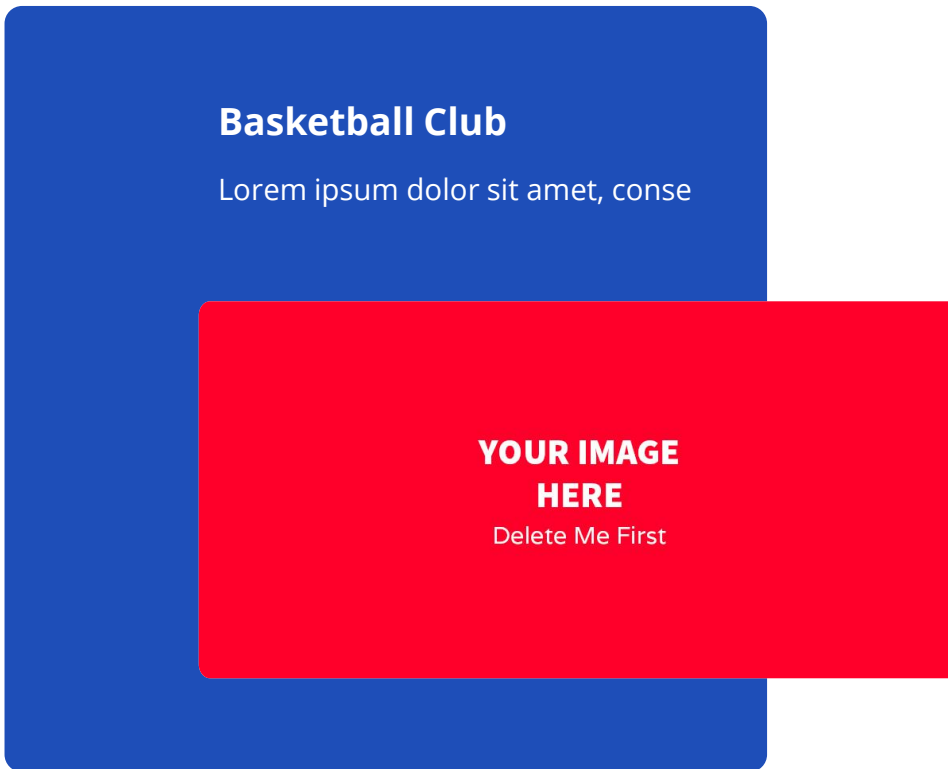 Basketball Club
Lorem ipsum dolor sit amet, conse
YOUR IMAGE
HERE
Delete Me First